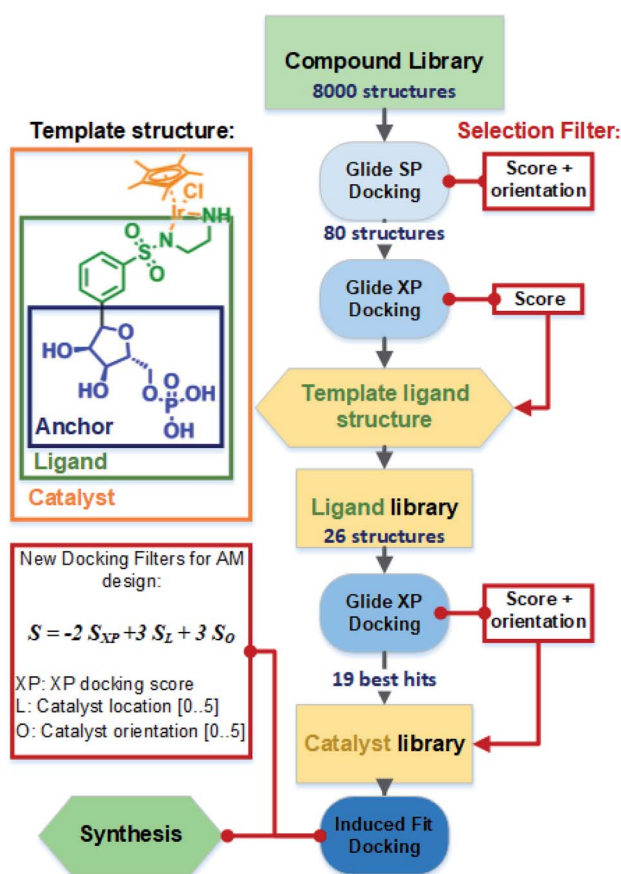 Compound Library
8000 structures
Template structure:
Selection Filter:
Glide SP
Docking
Score +
orientation
80 structures
Cl
Ir
NH
N
O
S
O
Glide XP
Docking
Score
O
HO
HO
O
O
P
OH
OH
Anchor
Ligand
Catalyst
Template ligand
structure
Ligand library
26 structures
New Docking Filters for AM
design:
S = -2 S_XP +3 S_L + 3 S_O
XP: XP docking score
L: Catalyst location [0..5]
O: Catalyst orientation [0..5]
Glide XP
Docking
Score +
orientation
19 best hits
Catalyst library
Synthesis
Induced Fit
Docking